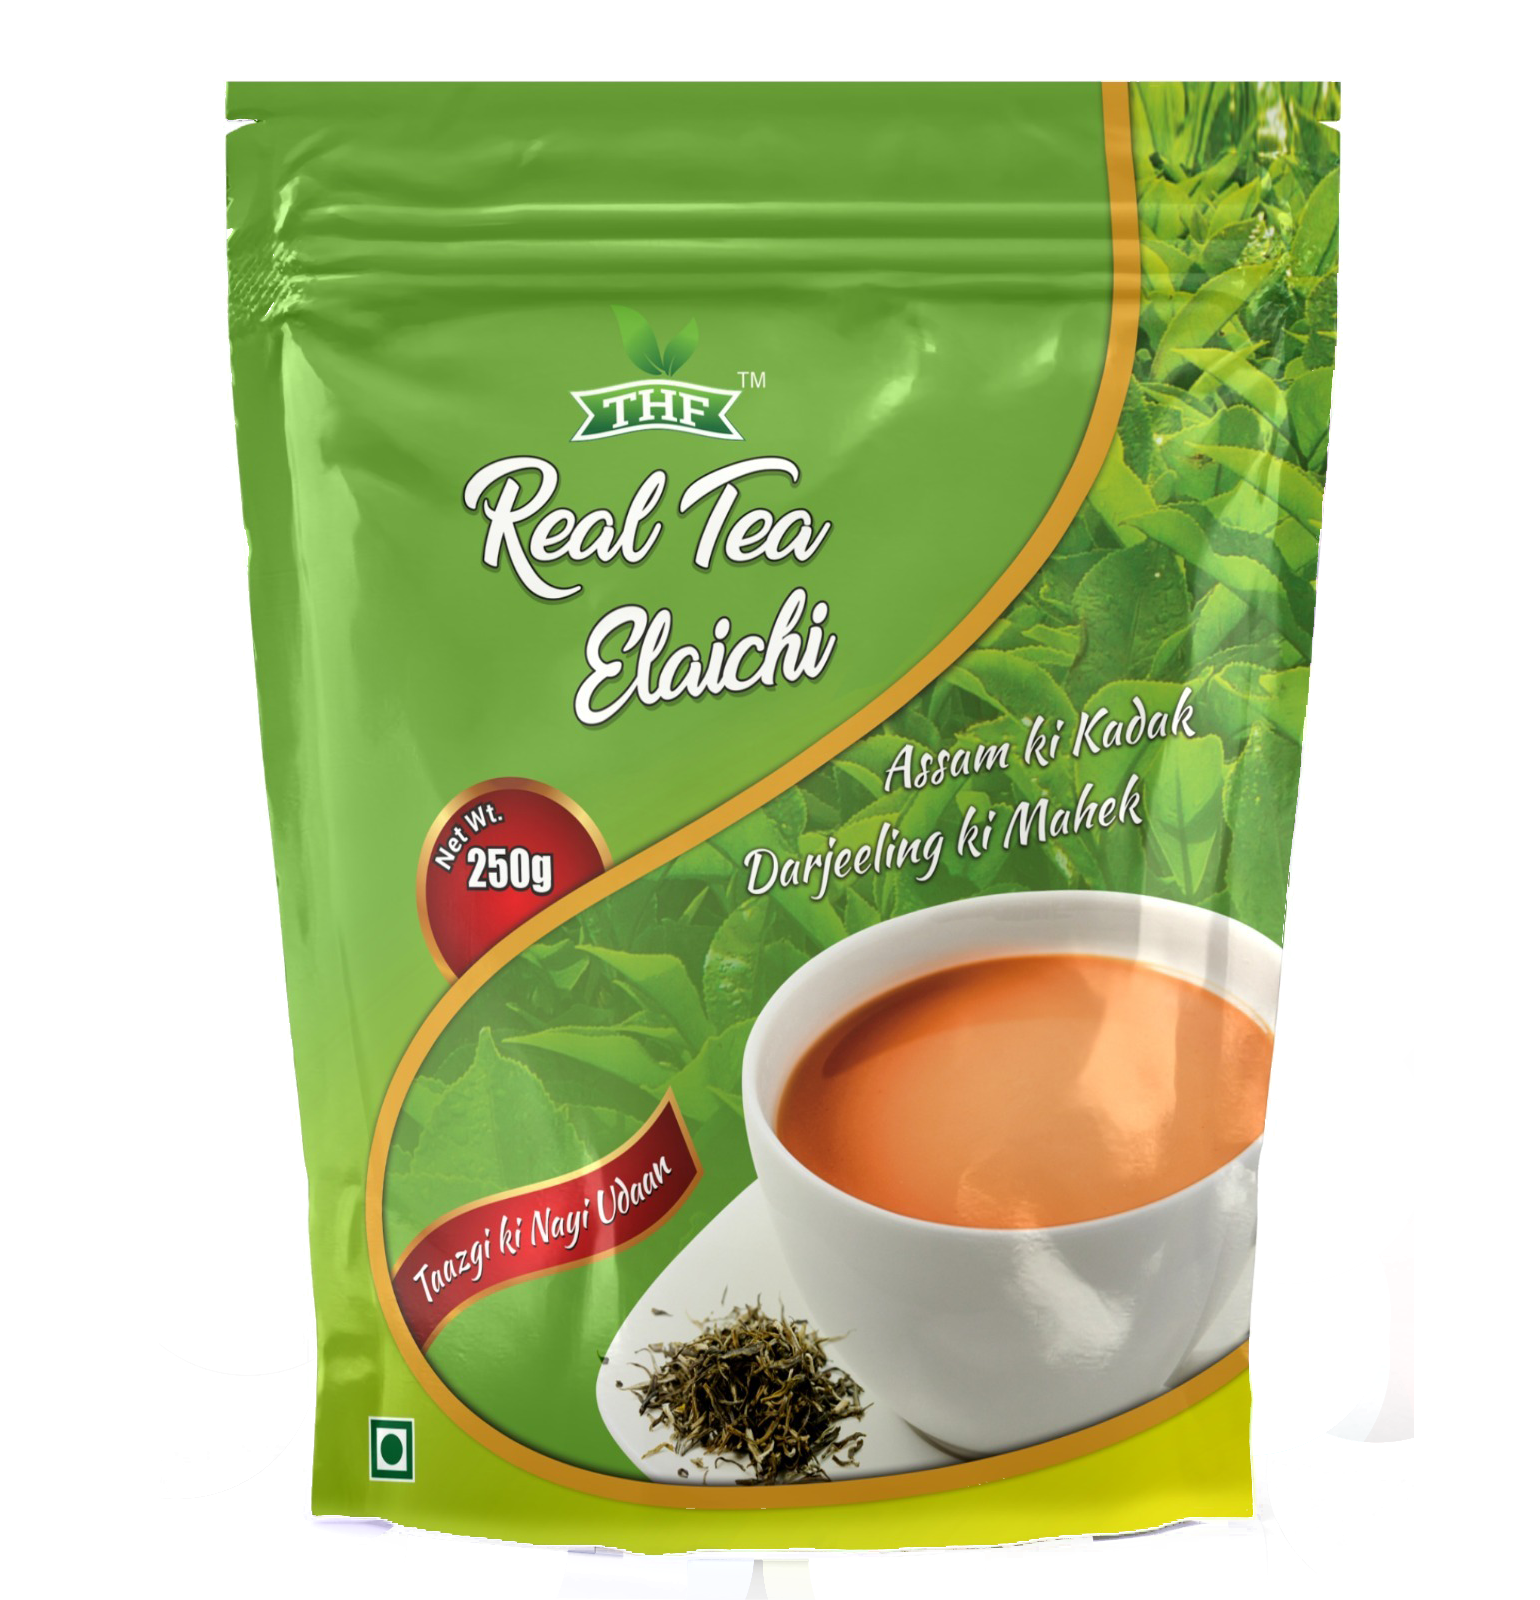 THF TM
Real Tea
Elaichi
Assam ki Kadak
Darjeeling ki Mahek
Net Wt.
250g
Taazgi ki Nayi Udaan